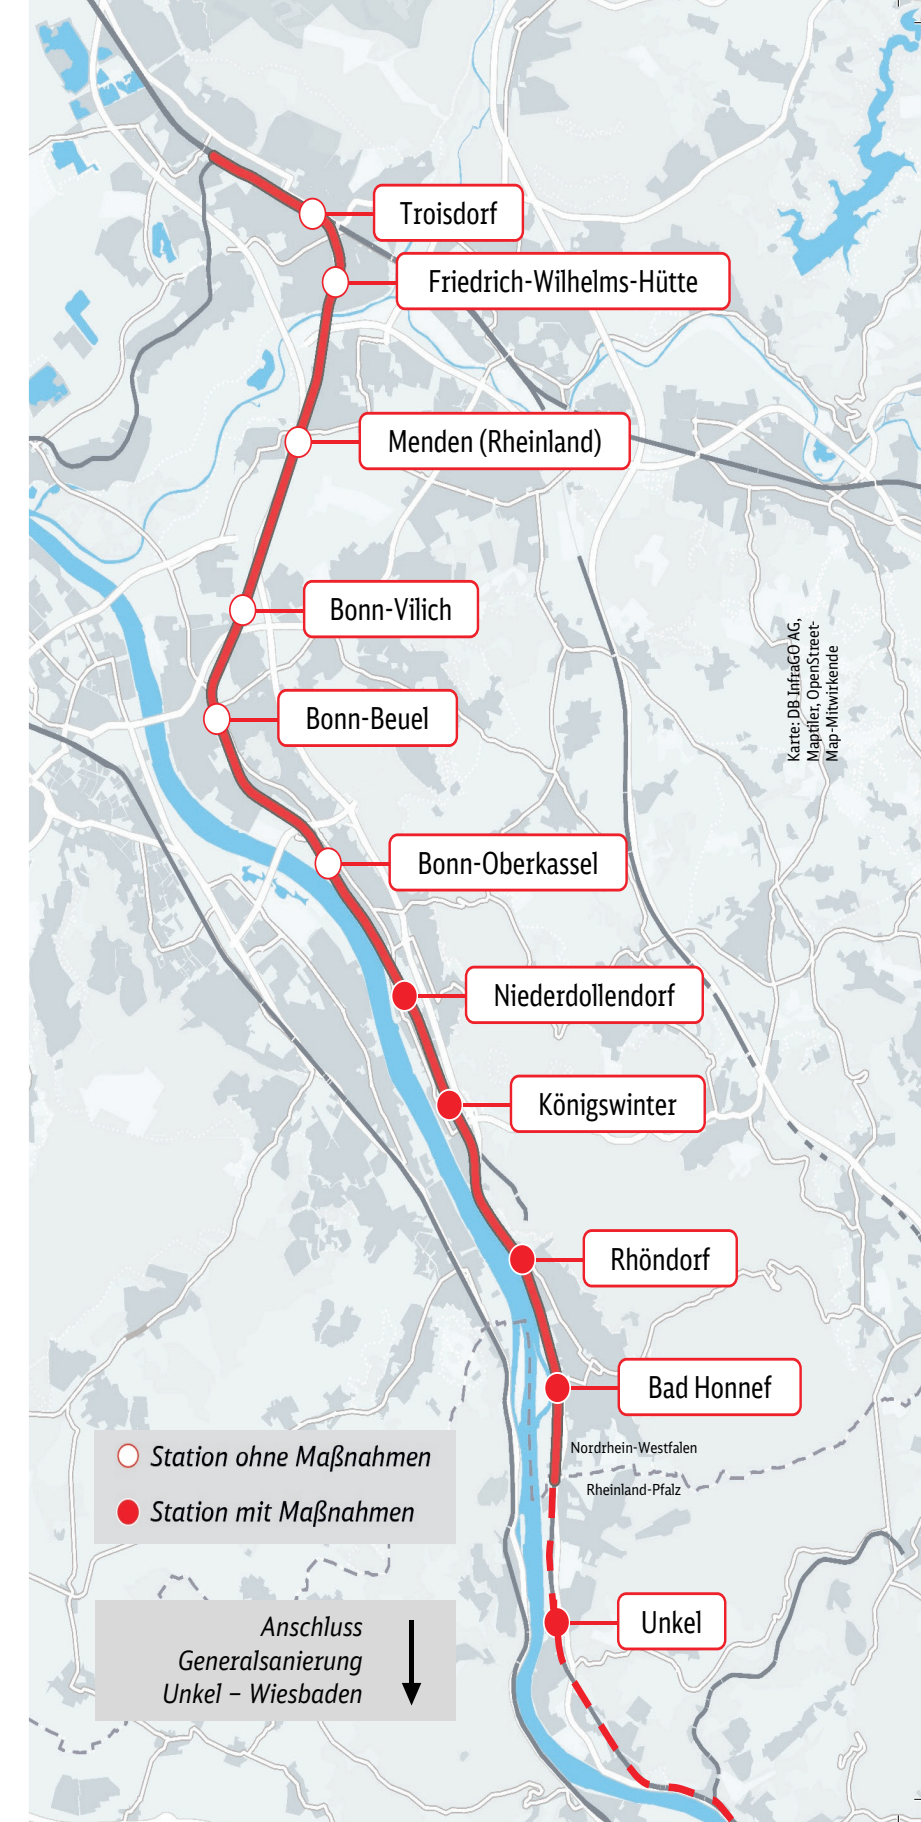 Troisdorf
Friedrich-Wilhelms-Hütte
Menden (Rheinland)
Bonn-Vilich
Karte: DB InfraGO AG,
Maptiler, OpenStreet-
Map-Mitwirkende
Bonn-Beuel
Bonn-Oberkassel
Niederdollendorf
Königswinter
Rhöndorf
Bad Honnef
Nordrhein-Westfalen
Rheinland-Pfalz
Station ohne Maßnahmen
Station mit Maßnahmen
Unkel
Anschluss
Generalsanierung
Unkel – Wiesbaden